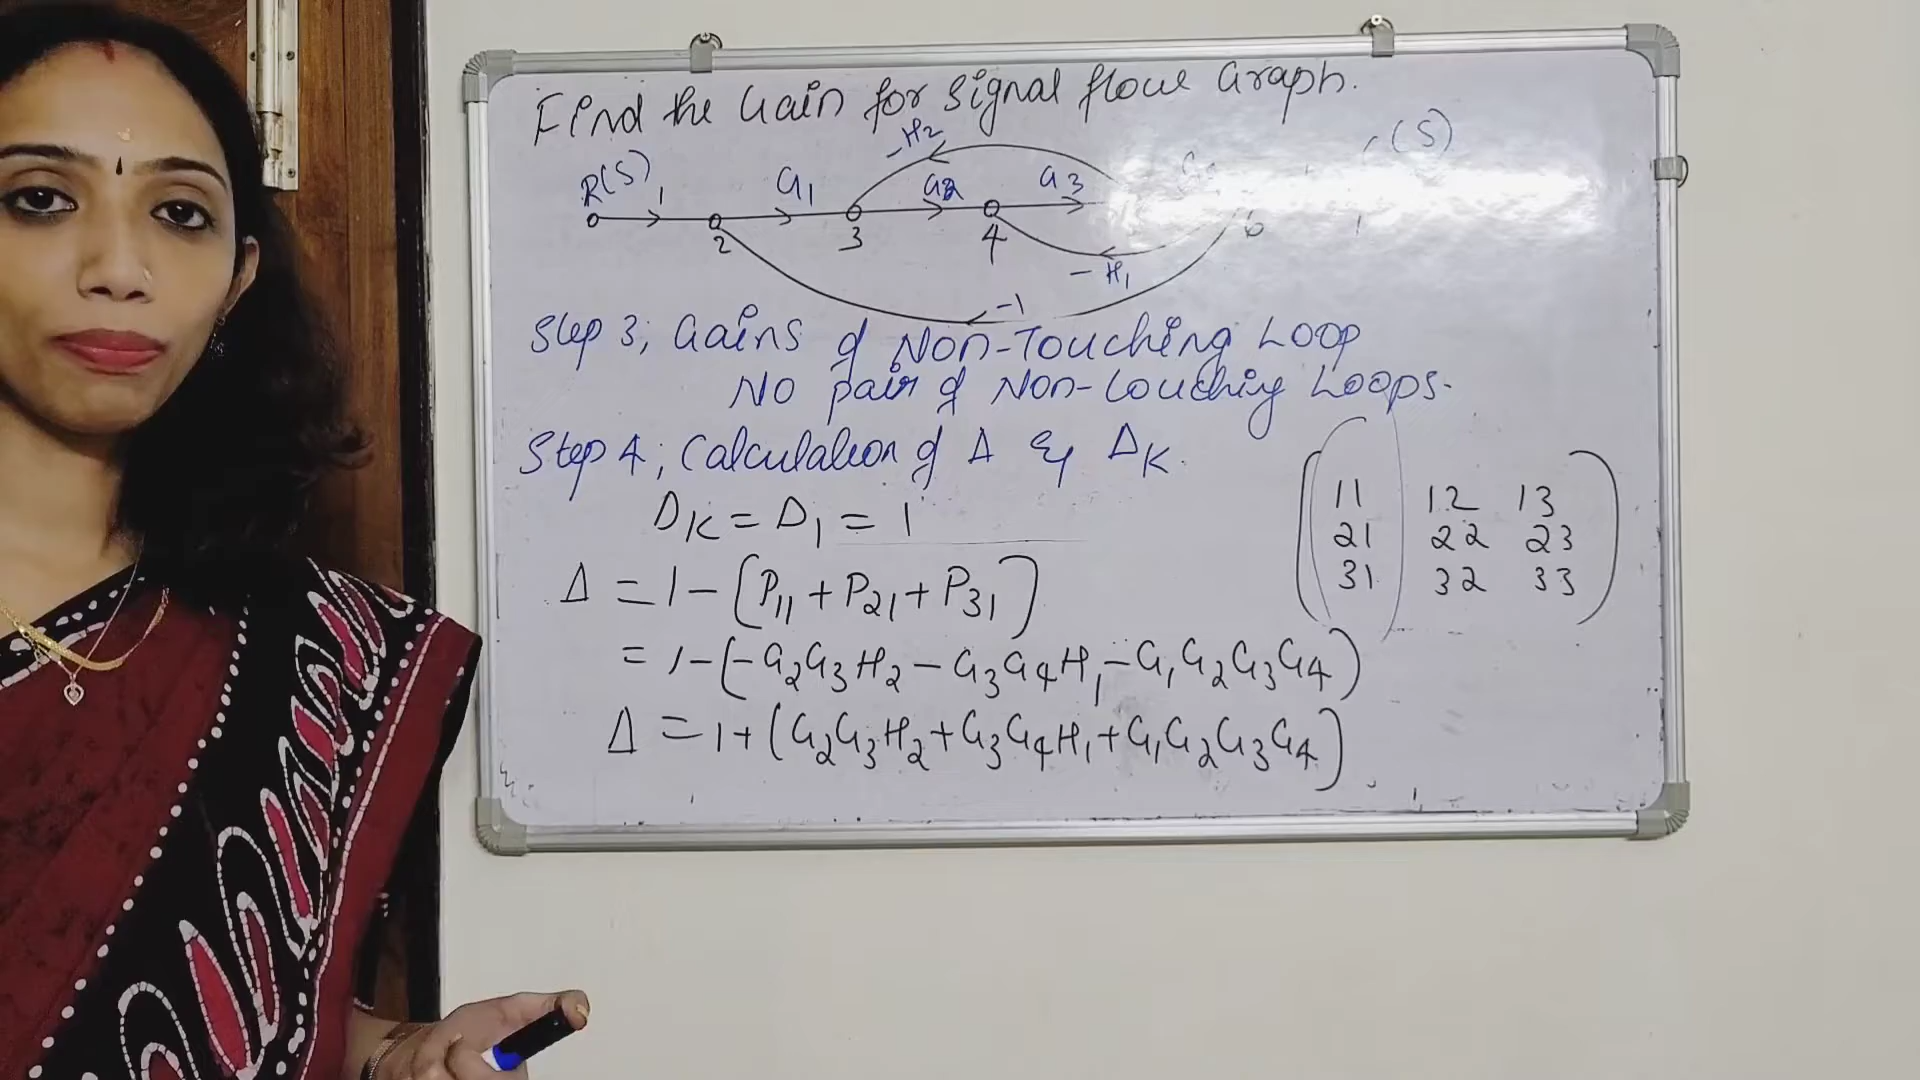 Find the Gain for Signal flow Graph.
-H2
R(S) 1 G1 G2 G3 C(S)
2 3 4 6 1
-H1
-1
Step 3; Gains of Non-Touching Loop
No pair of Non-touching Loops.
Step 4; Calculation of Δ & ΔK.
ΔK = Δ1 = 1
Δ = 1-[P11 + P21 + P31]
= 1-(-G2G3H2 - G3G4H1 - G1G2G3G4)
Δ = 1+(G2G3H2+G3G4H1+G1G2G3G4)
11 12 13
21 22 23
31 32 33